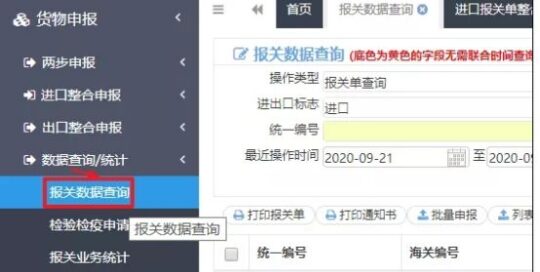 货物申报
两步申报
进口整合申报
出口整合申报
数据查询/统计
报关数据查询
检验检疫申请
报关数据查询
报关业务统计
首页
报关数据查询
进口报关单整
报关数据查询 (底色为黄色的字段无需联合时间查询
操作类型 报关单查询
进出口标志 进口
统一编号
最近操作时间 2020-09-21 至 2020-0
打印报关单 打印通知书 批量申报 列表
统一编号 海关编号